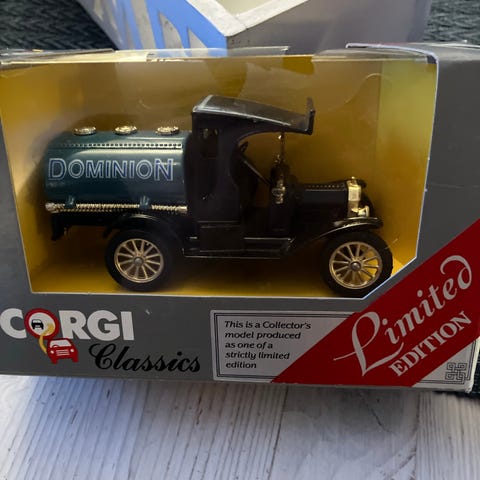 DOMINION
CORGI
Classics
This is a Collector's
model produced
as one of a
strictly limited
edition
Limited
EDITION